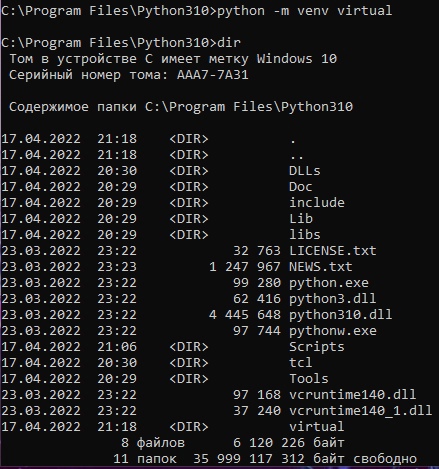 C:\Program Files\Python310>python -m venv virtual
C:\Program Files\Python310>dir
Том в устройстве C имеет метку Windows 10
Серийный номер тома: AAA7-7A31
Содержимое папки C:\Program Files\Python310
17.04.2022  21:18    <DIR>          .
17.04.2022  21:18    <DIR>          ..
17.04.2022  20:30    <DIR>          DLLs
17.04.2022  20:29    <DIR>          Doc
17.04.2022  20:29    <DIR>          include
17.04.2022  20:29    <DIR>          Lib
17.04.2022  20:29    <DIR>          libs
23.03.2022  23:22            32 763 LICENSE.txt
23.03.2022  23:23         1 247 967 NEWS.txt
23.03.2022  23:22            99 280 python.exe
23.03.2022  23:22            62 416 python3.dll
23.03.2022  23:22         4 445 648 python310.dll
23.03.2022  23:22            97 744 pythonw.exe
17.04.2022  21:06    <DIR>          Scripts
17.04.2022  20:30    <DIR>          tcl
17.04.2022  20:29    <DIR>          Tools
23.03.2022  23:22            97 168 vcruntime140.dll
23.03.2022  23:22            37 240 vcruntime140_1.dll
17.04.2022  21:18    <DIR>          virtual
8 файлов      6 120 226 байт
11 папок  35 999 117 312 байт свободно